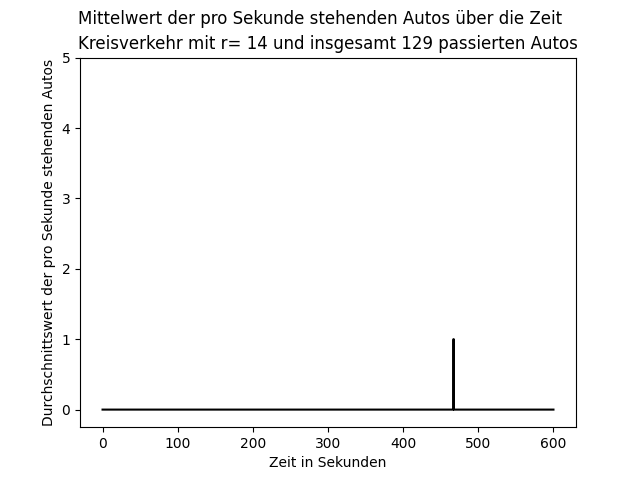 Mittelwert der pro Sekunde stehenden Autos über die Zeit
Kreisverkehr mit r= 14 und insgesamt 129 passierten Autos
Durchschnittswert der pro Sekunde stehenden Autos
5
4
3
2
1
0
0 100 200 300 400 500 600
Zeit in Sekunden